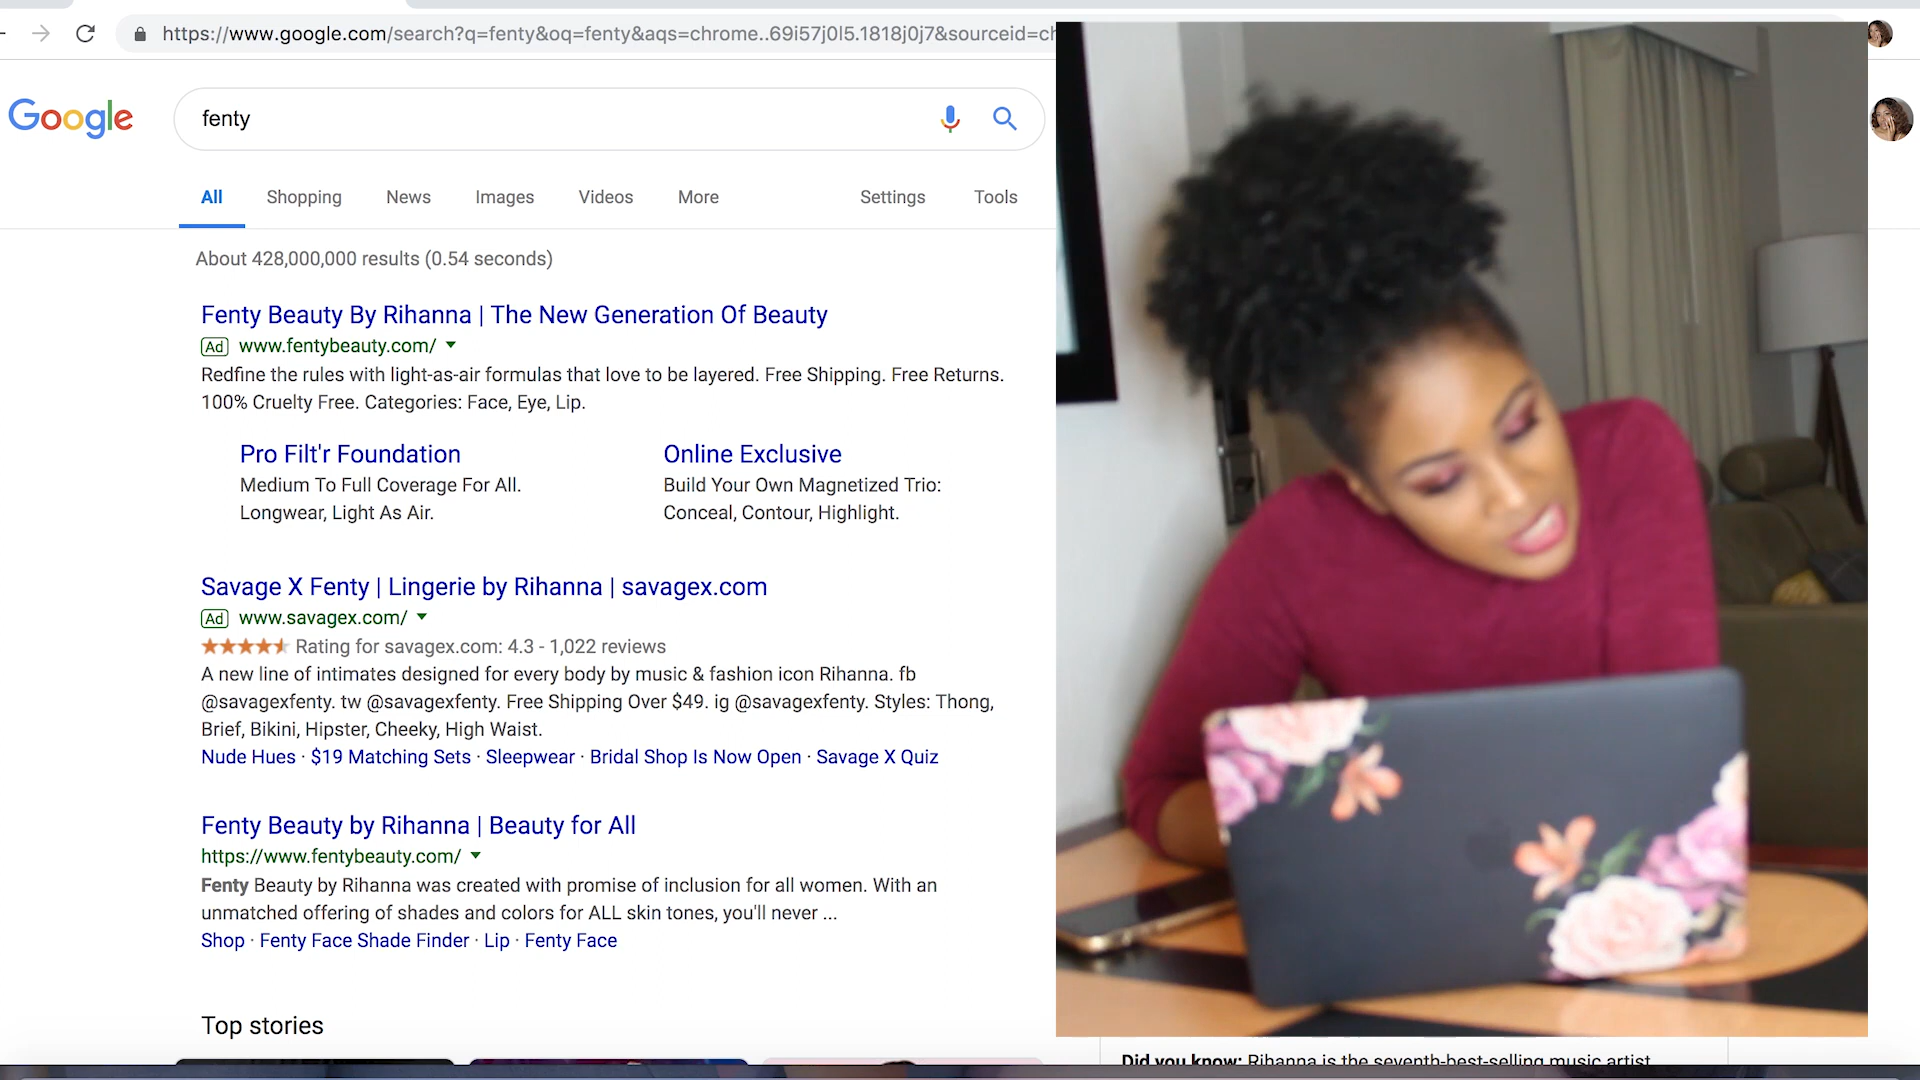 https://www.google.com/search?q=fenty&oq=fenty&aqs=chrome..69i57j0l5.1818j0j7&sourceid=ch
Google
fenty
All Shopping News Images Videos More Settings Tools
About 428,000,000 results (0.54 seconds)
Fenty Beauty By Rihanna | The New Generation Of Beauty
Ad www.fentybeauty.com/
Redfine the rules with light-as-air formulas that love to be layered. Free Shipping. Free Returns.
100% Cruelty Free. Categories: Face, Eye, Lip.
Pro Filt'r Foundation
Medium To Full Coverage For All.
Longwear, Light As Air.
Online Exclusive
Build Your Own Magnetized Trio:
Conceal, Contour, Highlight.
Savage X Fenty | Lingerie by Rihanna | savagex.com
Ad www.savagex.com/
Rating for savagex.com: 4.3 - 1,022 reviews
A new line of intimates designed for every body by music & fashion icon Rihanna. fb
@savagexfenty. tw @savagexfenty. Free Shipping Over $49. ig @savagexfenty. Styles: Thong,
Brief, Bikini, Hipster, Cheeky, High Waist.
Nude Hues · $19 Matching Sets · Sleepwear · Bridal Shop Is Now Open · Savage X Quiz
Fenty Beauty by Rihanna | Beauty for All
https://www.fentybeauty.com/
Fenty Beauty by Rihanna was created with promise of inclusion for all women. With an
unmatched offering of shades and colors for ALL skin tones, you'll never ...
Shop · Fenty Face Shade Finder · Lip · Fenty Face
Top stories
Did you know: Rihanna is the seventh-best-selling music artist